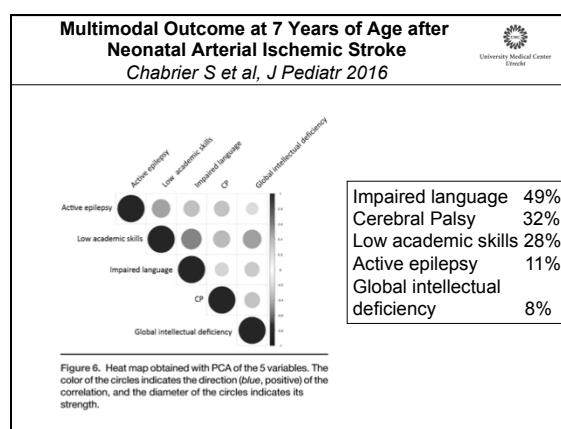 Multimodal Outcome at 7 Years of Age after
Neonatal Arterial Ischemic Stroke
Chabrier S et al, J Pediatr 2016
University Medical Center
Utrecht
Active epilepsy
Low academic skills
Impaired language
CP
Global intellectual deficiency
Active epilepsy
Low academic skills
Impaired language
CP
Global intellectual deficiency
Figure 6. Heat map obtained with PCA of the 5 variables. The
color of the circles indicates the direction (blue, positive) of the
correlation, and the diameter of the circles indicates its
strength.
Impaired language 49%
Cerebral Palsy 32%
Low academic skills 28%
Active epilepsy 11%
Global intellectual
deficiency 8%